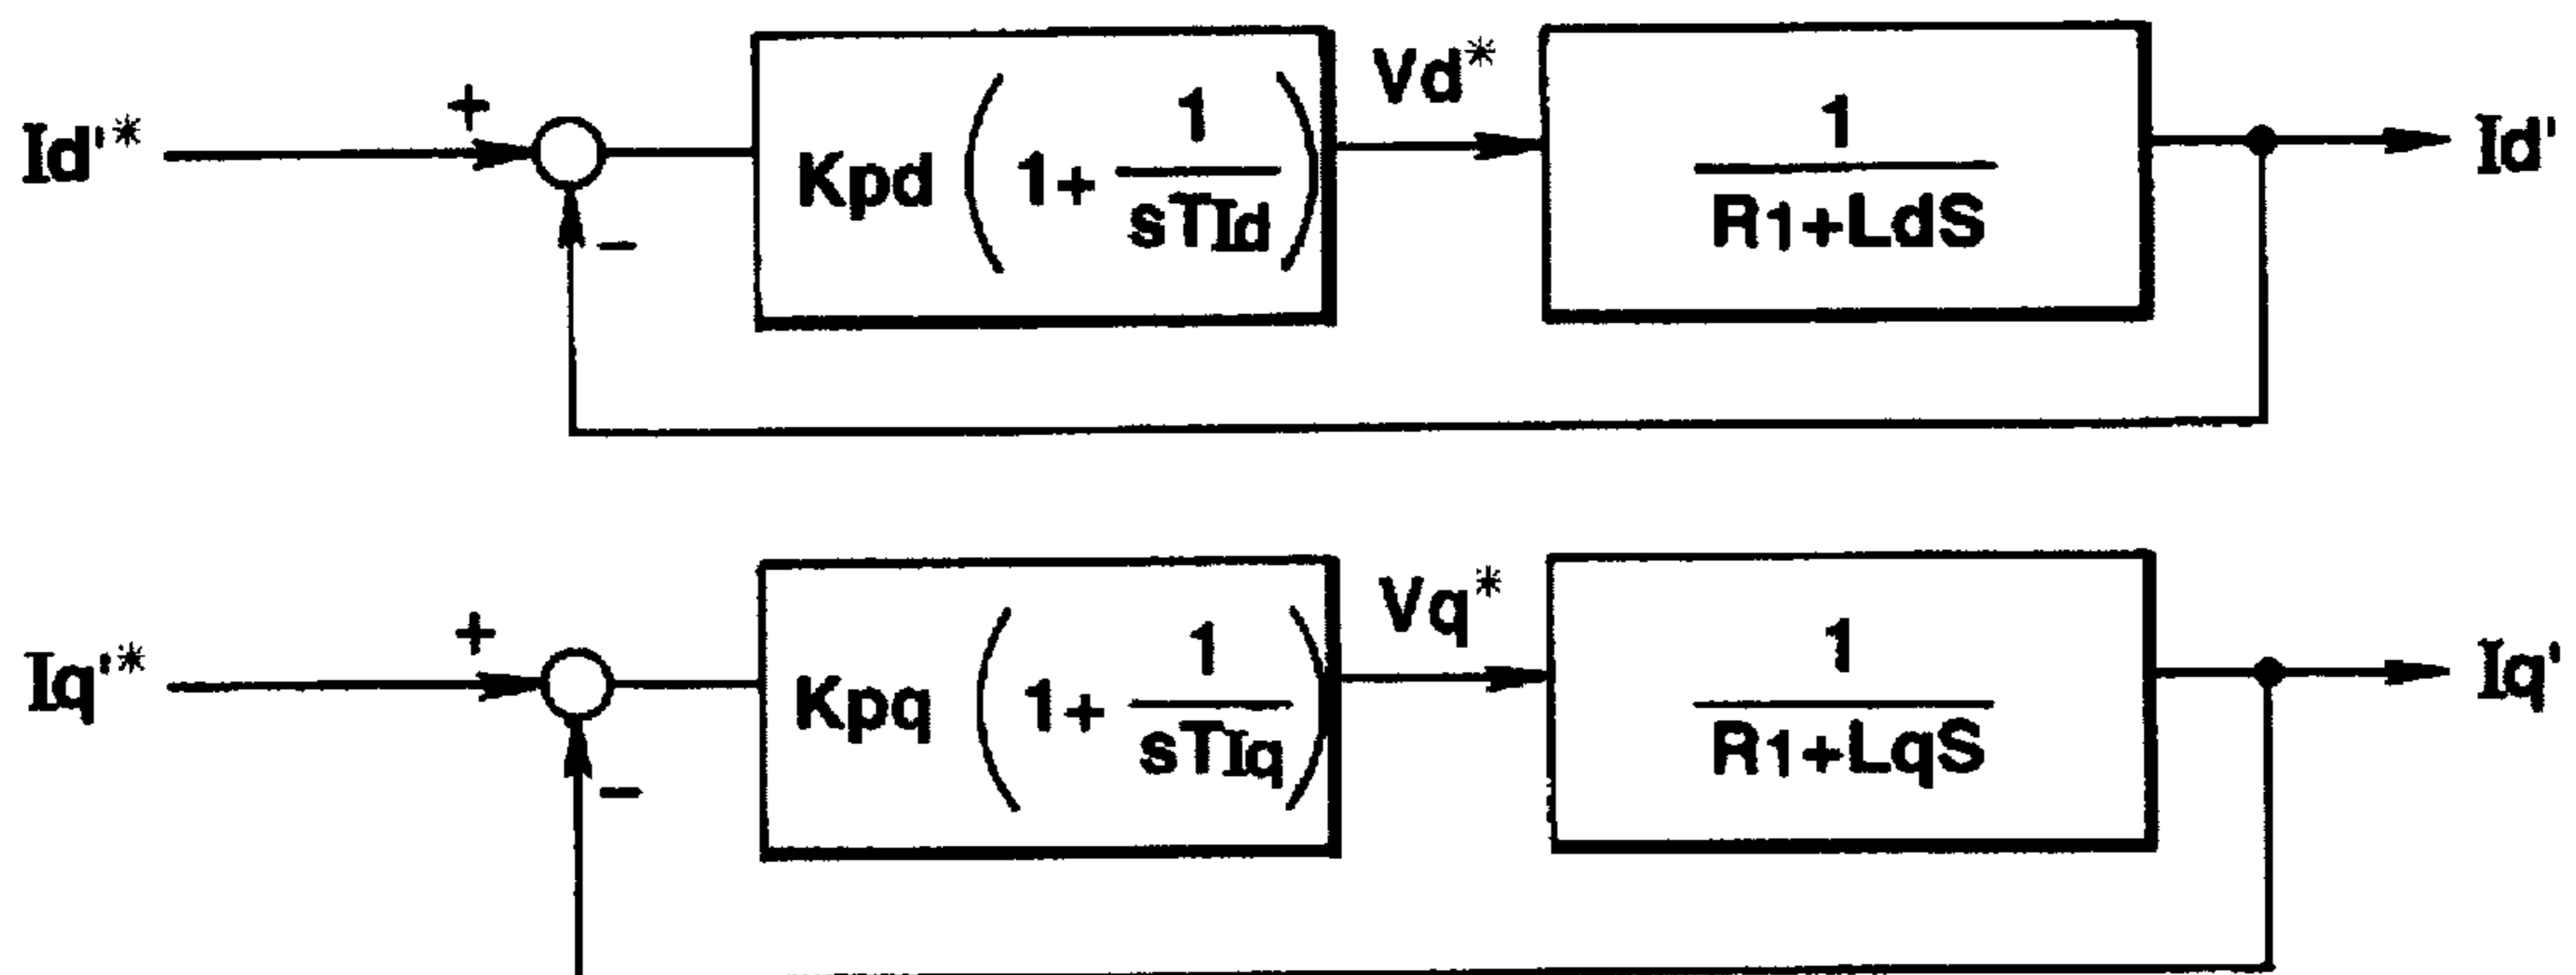 Id'* + − Kpd ( 1+ 1/sTId ) Vd* 1/R1+LdS Id'
Iq'* + − Kpq ( 1+ 1/sTIq ) Vq* 1/R1+LqS Iq'